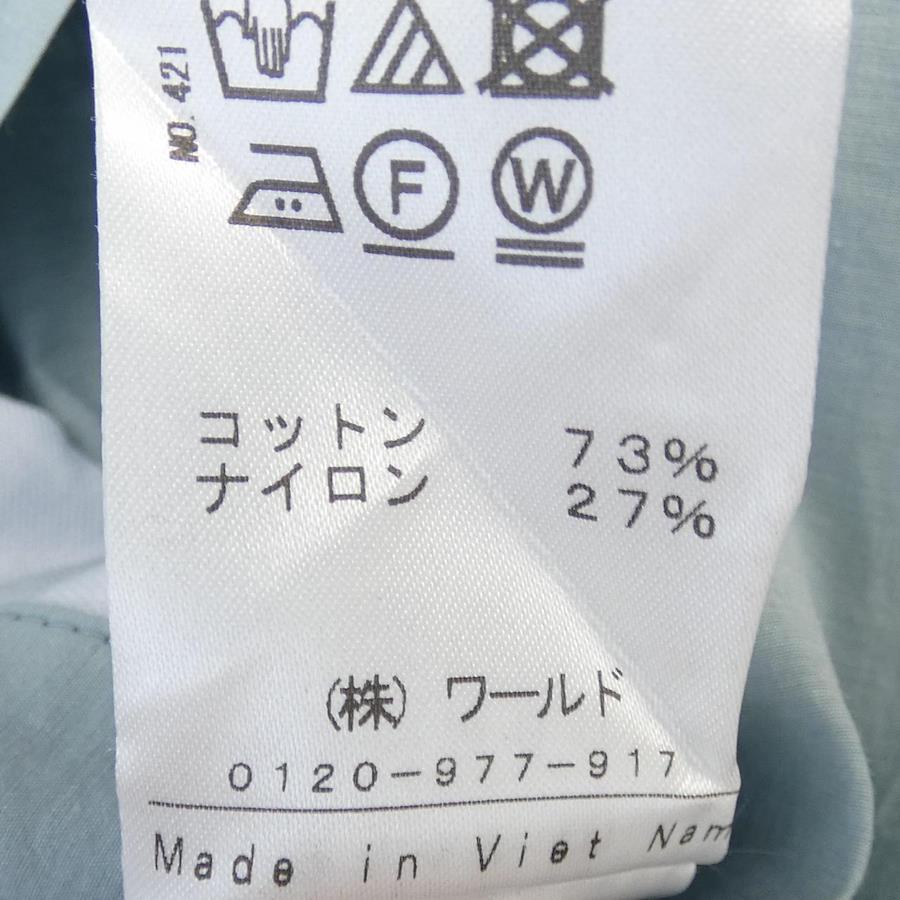 NO.421
F W
コットン 73%
ナイロン 27%
(株) ワールド
0120-977-917
Made in Viet Nam